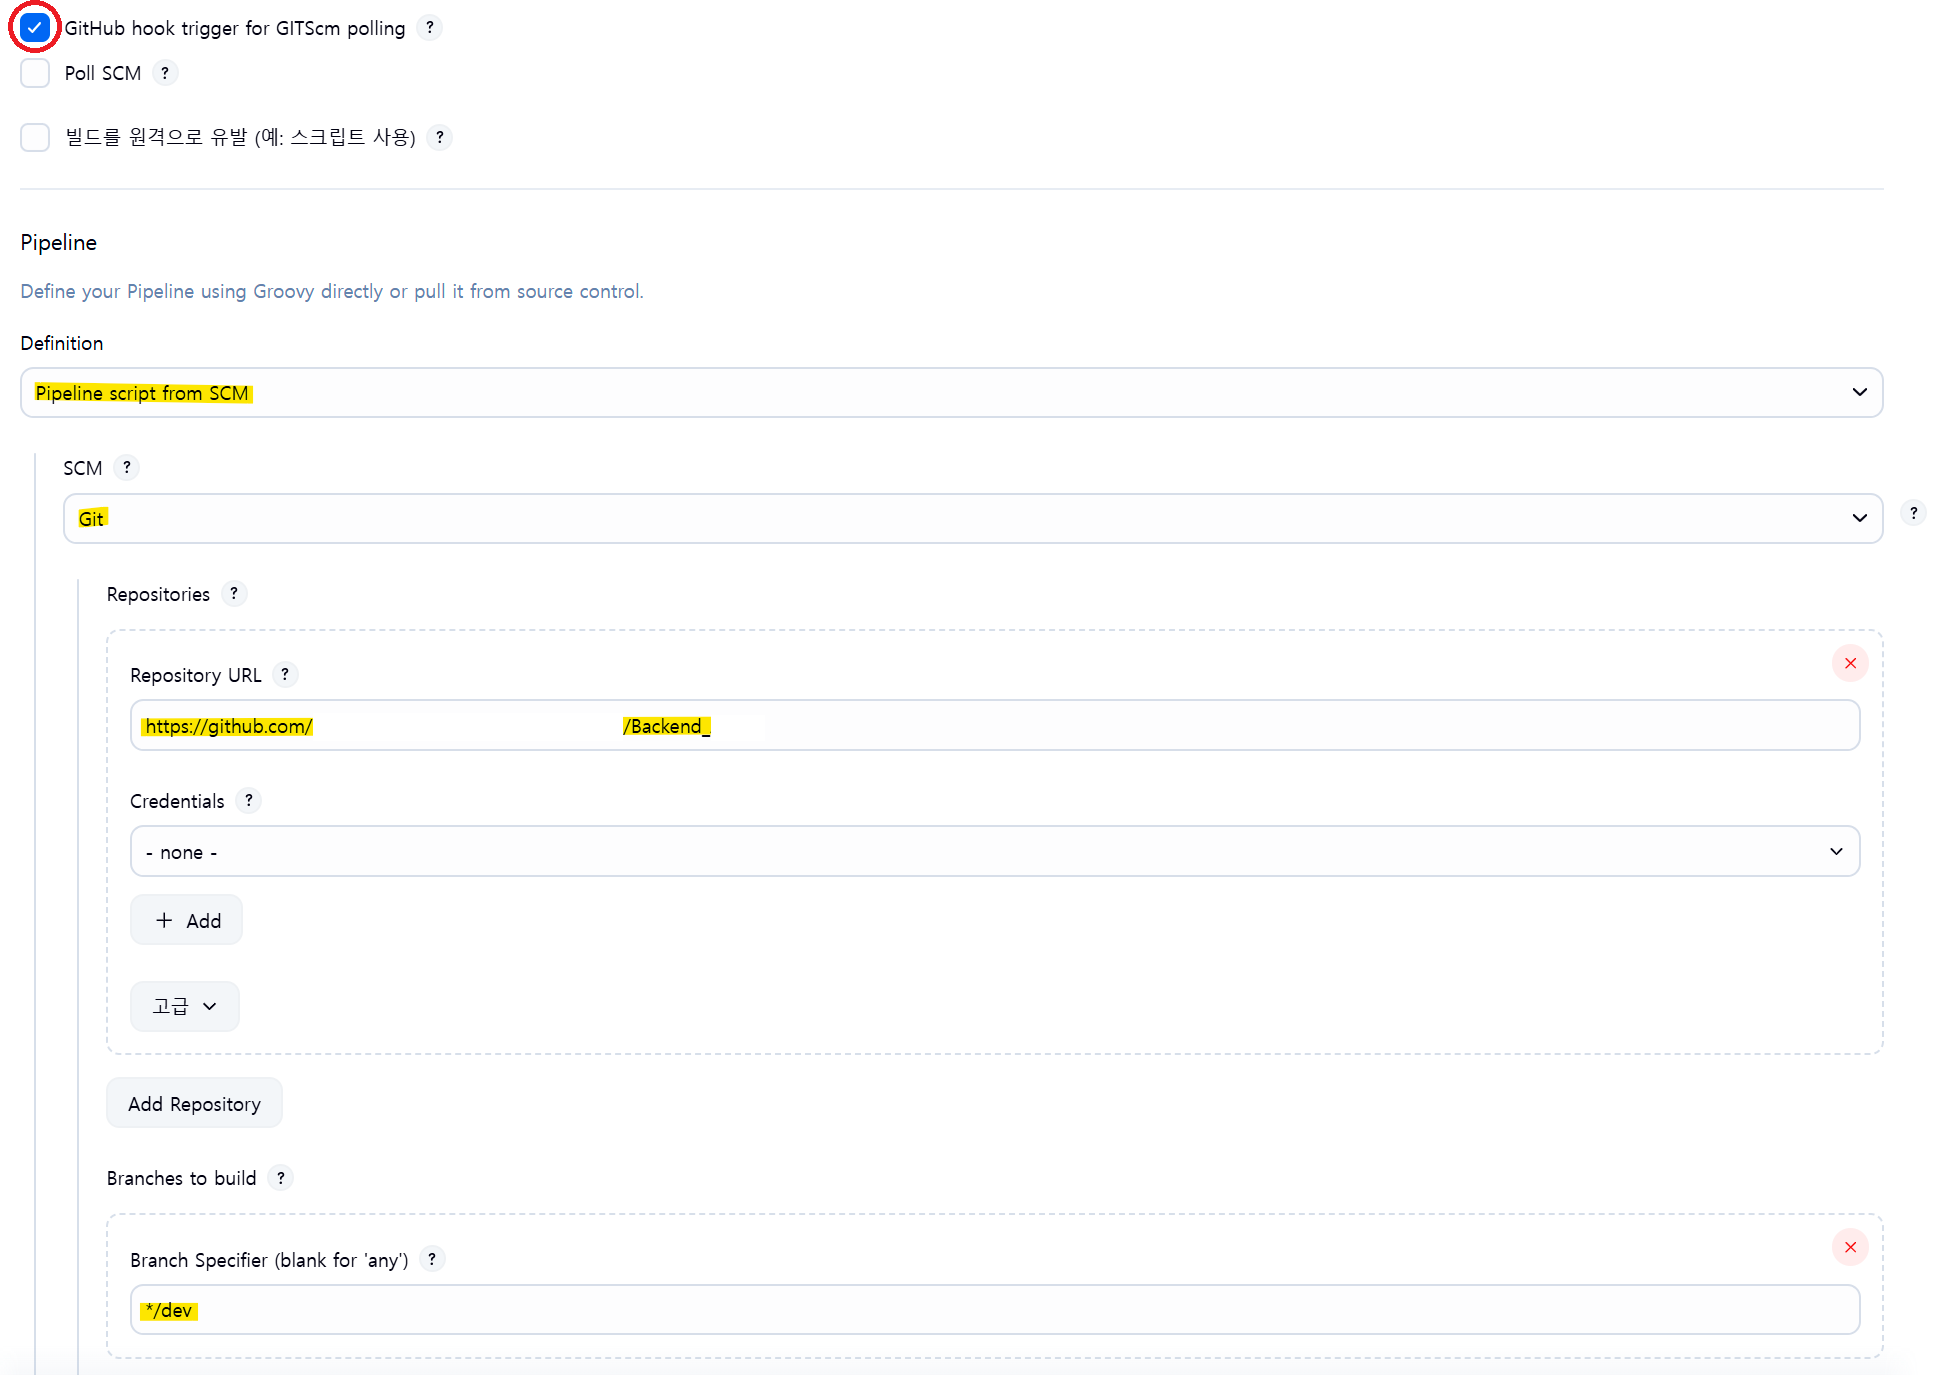 GitHub hook trigger for GITScm polling ?
Poll SCM ?
빌드를 원격으로 유발 (예: 스크립트 사용) ?
Pipeline
Define your Pipeline using Groovy directly or pull it from source control.
Definition
Pipeline script from SCM
SCM ?
Git
?
Repositories ?
Repository URL ?
https://github.com/ /Backend_
Credentials ?
- none -
+ Add
고급
Add Repository
Branches to build ?
Branch Specifier (blank for 'any') ?
*/dev